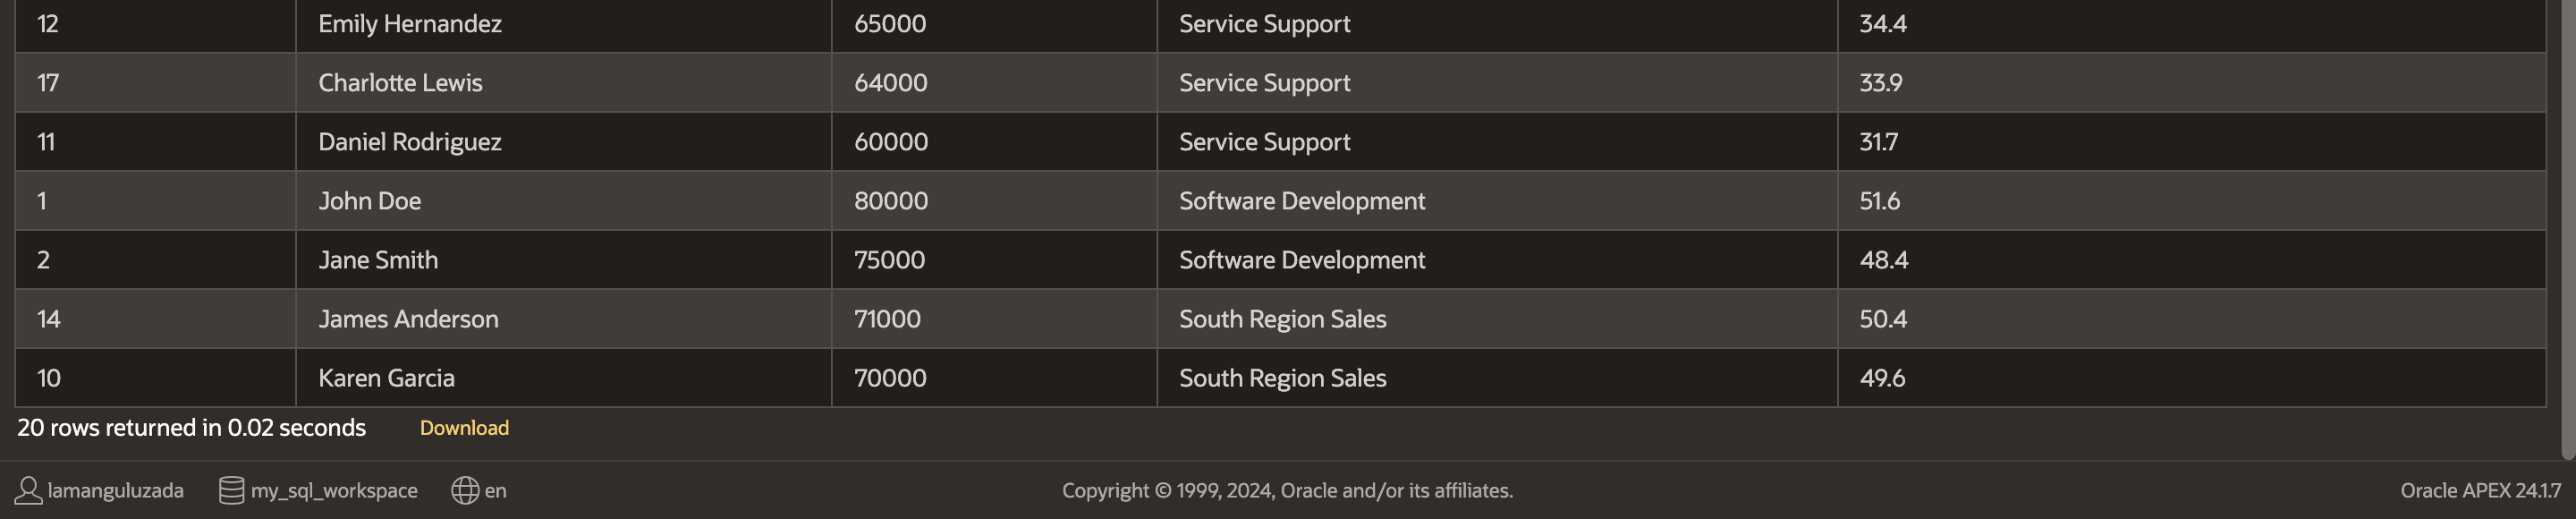 12 Emily Hernandez 65000 Service Support 34.4
17 Charlotte Lewis 64000 Service Support 33.9
11 Daniel Rodriguez 60000 Service Support 31.7
1 John Doe 80000 Software Development 51.6
2 Jane Smith 75000 Software Development 48.4
14 James Anderson 71000 South Region Sales 50.4
10 Karen Garcia 70000 South Region Sales 49.6
20 rows returned in 0.02 seconds Download
lamanguluzada my_sql_workspace en Copyright © 1999, 2024, Oracle and/or its affiliates. Oracle APEX 24.1.7